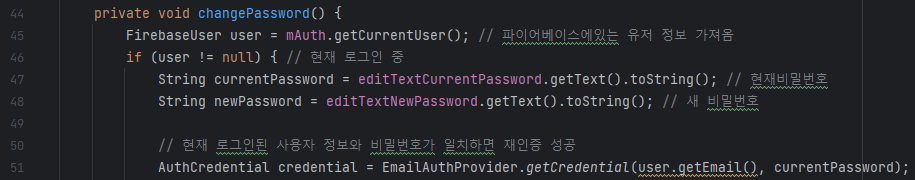 44 private void changePassword() {
45 FirebaseUser user = mAuth.getCurrentUser(); // 파이어베이스에있는 유저 정보 가져옴
46 if (user != null) { // 현재 로그인 중
47 String currentPassword = editTextCurrentPassword.getText().toString(); // 현재비밀번호
48 String newPassword = editTextNewPassword.getText().toString(); // 새 비밀번호
49
50 // 현재 로그인된 사용자 정보와 비밀번호가 일치하면 재인증 성공
51 AuthCredential credential = EmailAuthProvider.getCredential(user.getEmail(), currentPassword);